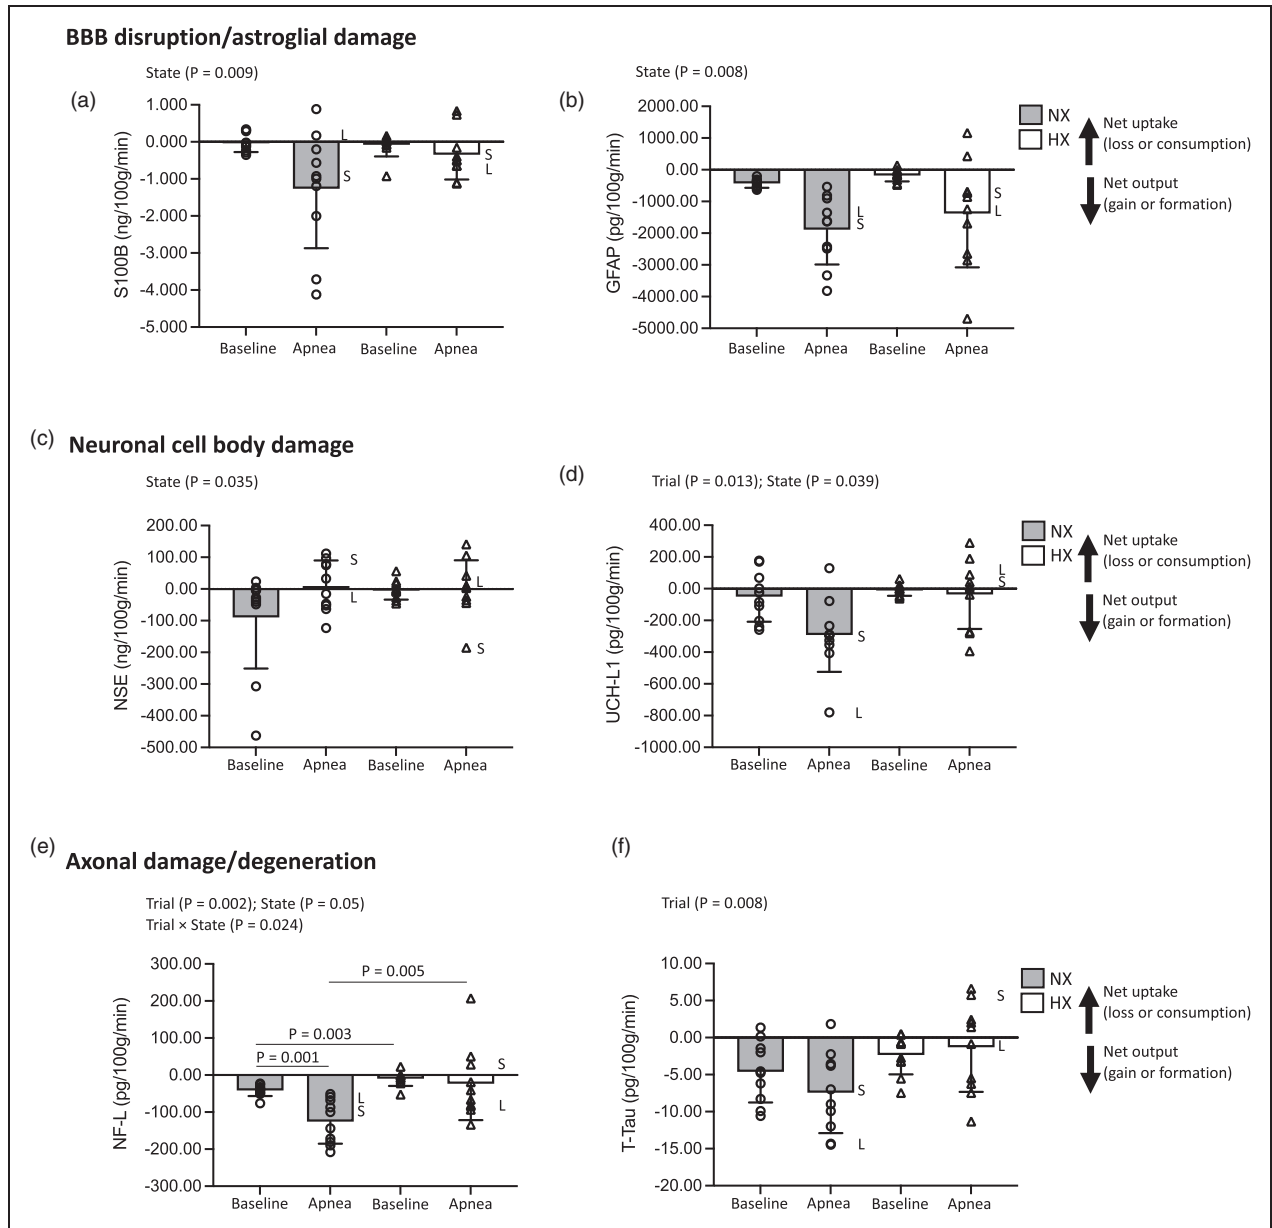 BBB disruption/astroglial damage
State (P = 0.009)
(a)
S100B (ng/100g/min)
1.000
0.000
-1.000
-2.000
-3.000
-4.000
-5.000
L
S
S
L
Baseline Apnea Baseline Apnea
State (P = 0.008)
(b)
GFAP (pg/100g/min)
2000.00
1000.00
0.00
-1000.00
-2000.00
-3000.00
-4000.00
-5000.00
L
S
S
L
Baseline Apnea Baseline Apnea
NX
HX
Net uptake
(loss or consumption)
Net output
(gain or formation)
(c)
Neuronal cell body damage
State (P = 0.035)
NSE (ng/100g/min)
200.00
100.00
0.00
-100.00
-200.00
-300.00
-400.00
-500.00
S
L
L
S
Baseline Apnea Baseline Apnea
(d)
Trial (P = 0.013); State (P = 0.039)
UCH-L1 (pg/100g/min)
400.00
200.00
0.00
-200.00
-400.00
-600.00
-800.00
-1000.00
S
L
L
S
Baseline Apnea Baseline Apnea
NX
HX
Net uptake
(loss or consumption)
Net output
(gain or formation)
(e)
Axonal damage/degeneration
Trial (P = 0.002); State (P = 0.05)
Trial × State (P = 0.024)
NF-L (pg/100g/min)
300.00
200.00
100.00
0.00
-100.00
-200.00
-300.00
P = 0.005
P = 0.003
P = 0.001
L
S
S
L
Baseline Apnea Baseline Apnea
(f)
Trial (P = 0.008)
T-Tau (pg/100g/min)
10.00
5.00
0.00
-5.00
-10.00
-15.00
-20.00
S
L
S
L
Baseline Apnea Baseline Apnea
NX
HX
Net uptake
(loss or consumption)
Net output
(gain or formation)